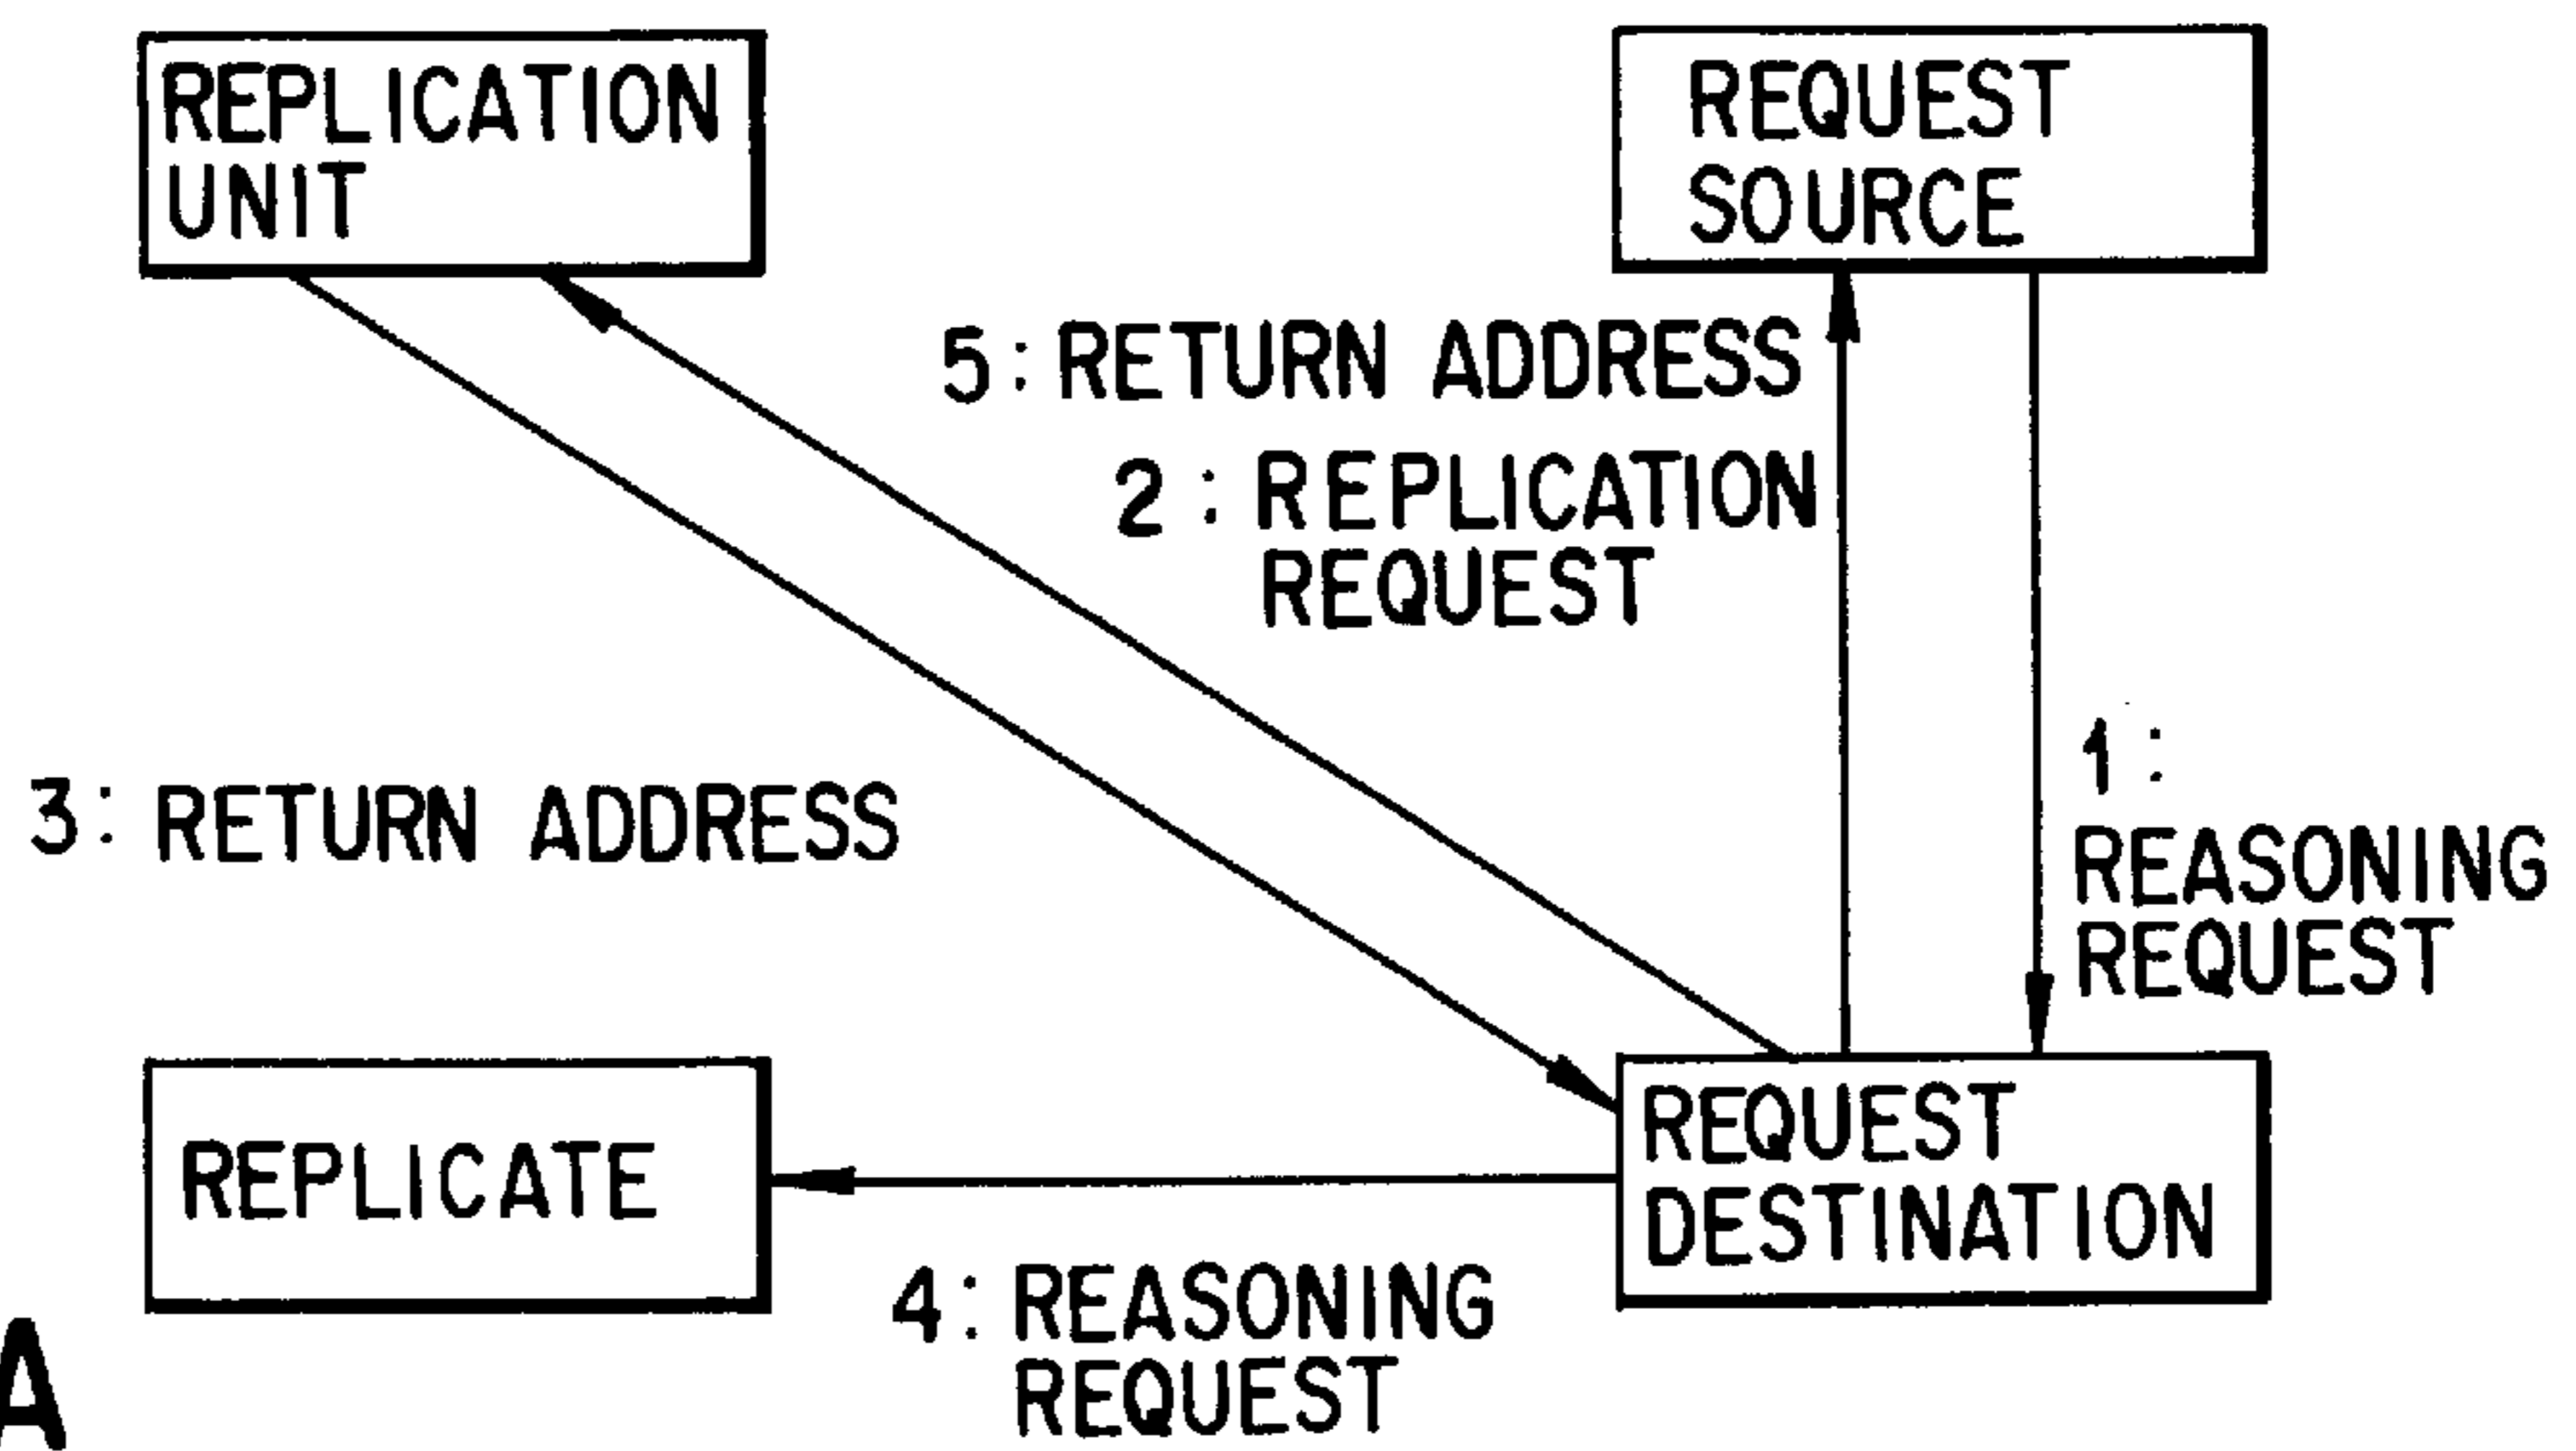 REPLICATION
UNIT
REQUEST
SOURCE
5: RETURN ADDRESS
2: REPLICATION
REQUEST
1:
REASONING
REQUEST
3: RETURN ADDRESS
REPLICATE
REQUEST
DESTINATION
4: REASONING
REQUEST
A